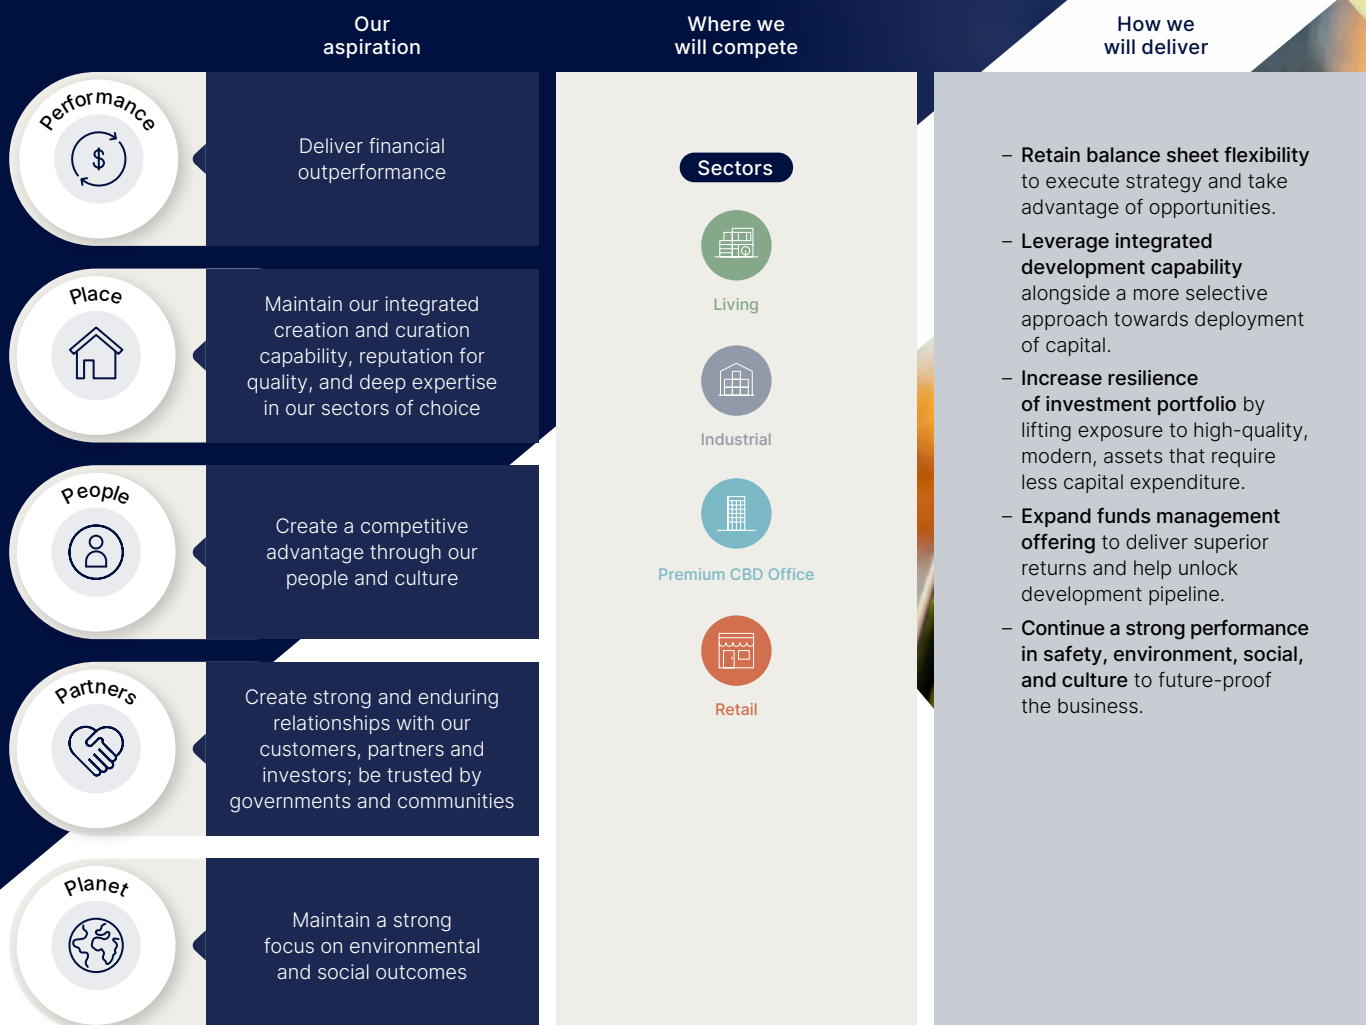 Our
aspiration
Where we
will compete
How we
will deliver
Performance
Deliver financial
outperformance
Place
Maintain our integrated
creation and curation
capability, reputation for
quality, and deep expertise
in our sectors of choice
People
Create a competitive
advantage through our
people and culture
Partners
Create strong and enduring
relationships with our
customers, partners and
investors; be trusted by
governments and communities
Planet
Maintain a strong
focus on environmental
and social outcomes
Sectors
Living
Industrial
Premium CBD Office
Retail
– Retain balance sheet flexibility
to execute strategy and take
advantage of opportunities.
– Leverage integrated
development capability
alongside a more selective
approach towards deployment
of capital.
– Increase resilience
of investment portfolio by
lifting exposure to high-quality,
modern, assets that require
less capital expenditure.
– Expand funds management
offering to deliver superior
returns and help unlock
development pipeline.
– Continue a strong performance
in safety, environment, social,
and culture to future-proof
the business.